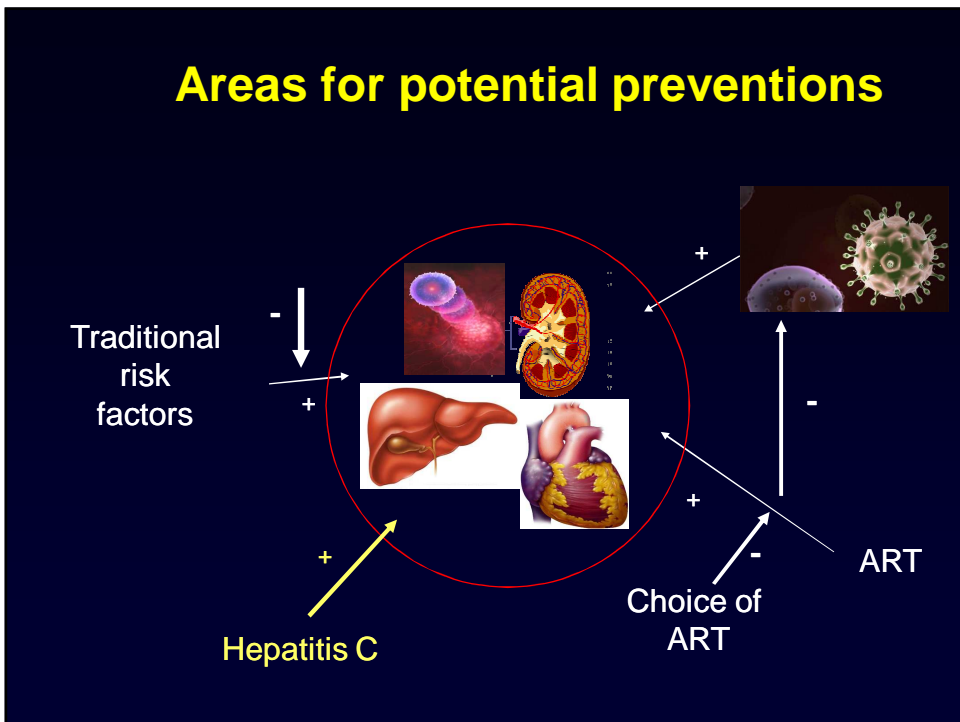 Areas for potential preventions
+
-
Traditional
risk
factors
+
-
+
+
-
ART
Choice of
ART
Hepatitis C